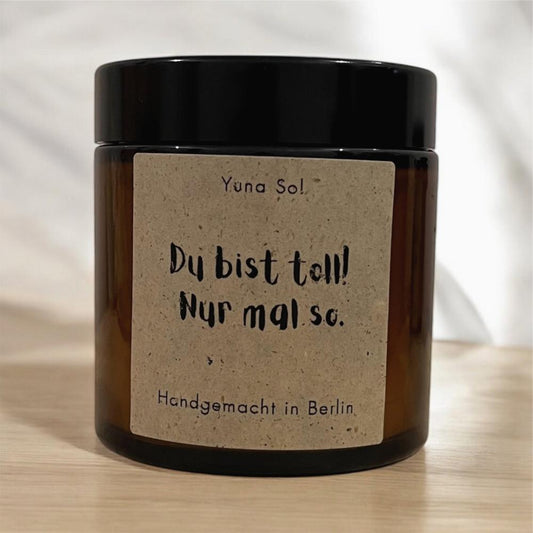 Yuna Sol
Du bist toll!
Nur mal so.
Handgemacht in Berlin